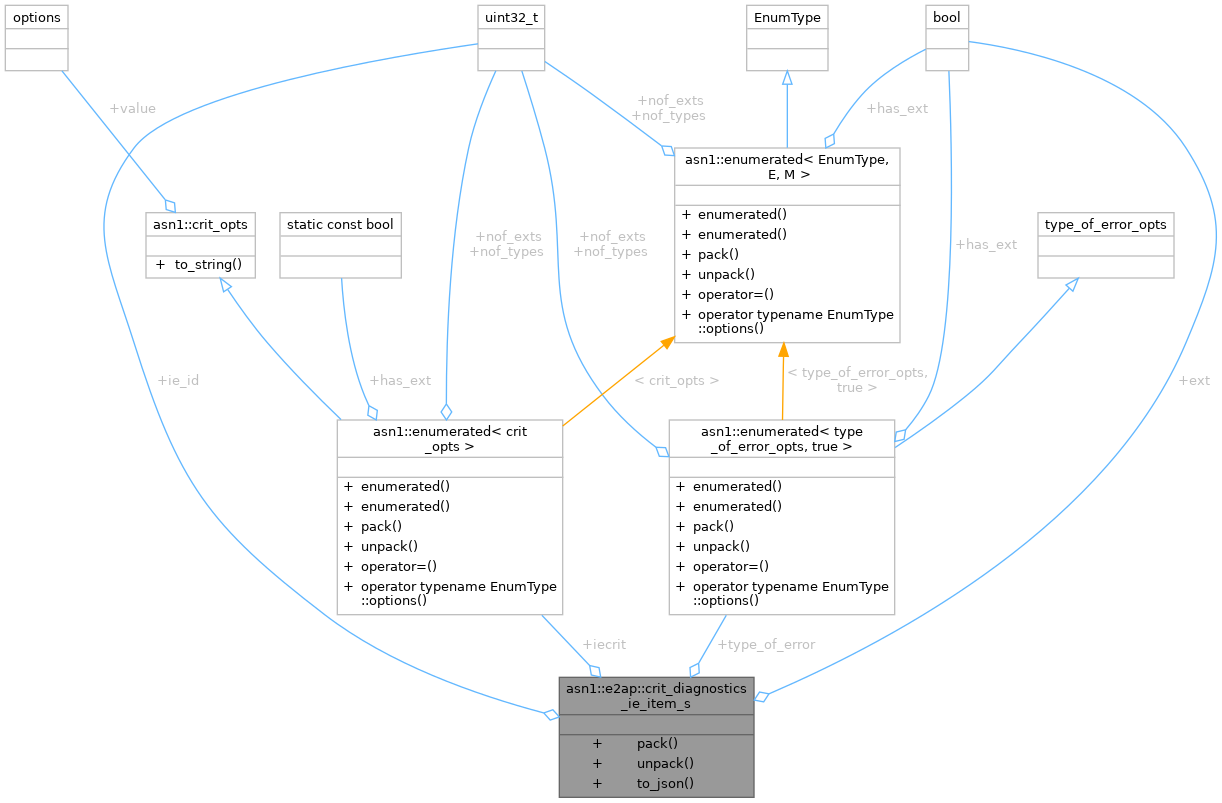 options
uint32_t
EnumType
bool
+value
+nof_exts
+nof_types
+has_ext
asn1::enumerated< EnumType,
E, M >
+ enumerated()
+ enumerated()
+ pack()
+ unpack()
+ operator=()
+ operator typename EnumType
::options()
asn1::crit_opts
+ to_string()
static const bool
+nof_exts
+nof_types
+nof_exts
+nof_types
+has_ext
type_of_error_opts
+ie_id
+has_ext
< crit_opts >
< type_of_error_opts,
true >
+ext
asn1::enumerated< crit
_opts >
+ enumerated()
+ enumerated()
+ pack()
+ unpack()
+ operator=()
+ operator typename EnumType
::options()
asn1::enumerated< type
_of_error_opts, true >
+ enumerated()
+ enumerated()
+ pack()
+ unpack()
+ operator=()
+ operator typename EnumType
::options()
+iecrit
+type_of_error
asn1::e2ap::crit_diagnostics
_ie_item_s
+ pack()
+ unpack()
+ to_json()